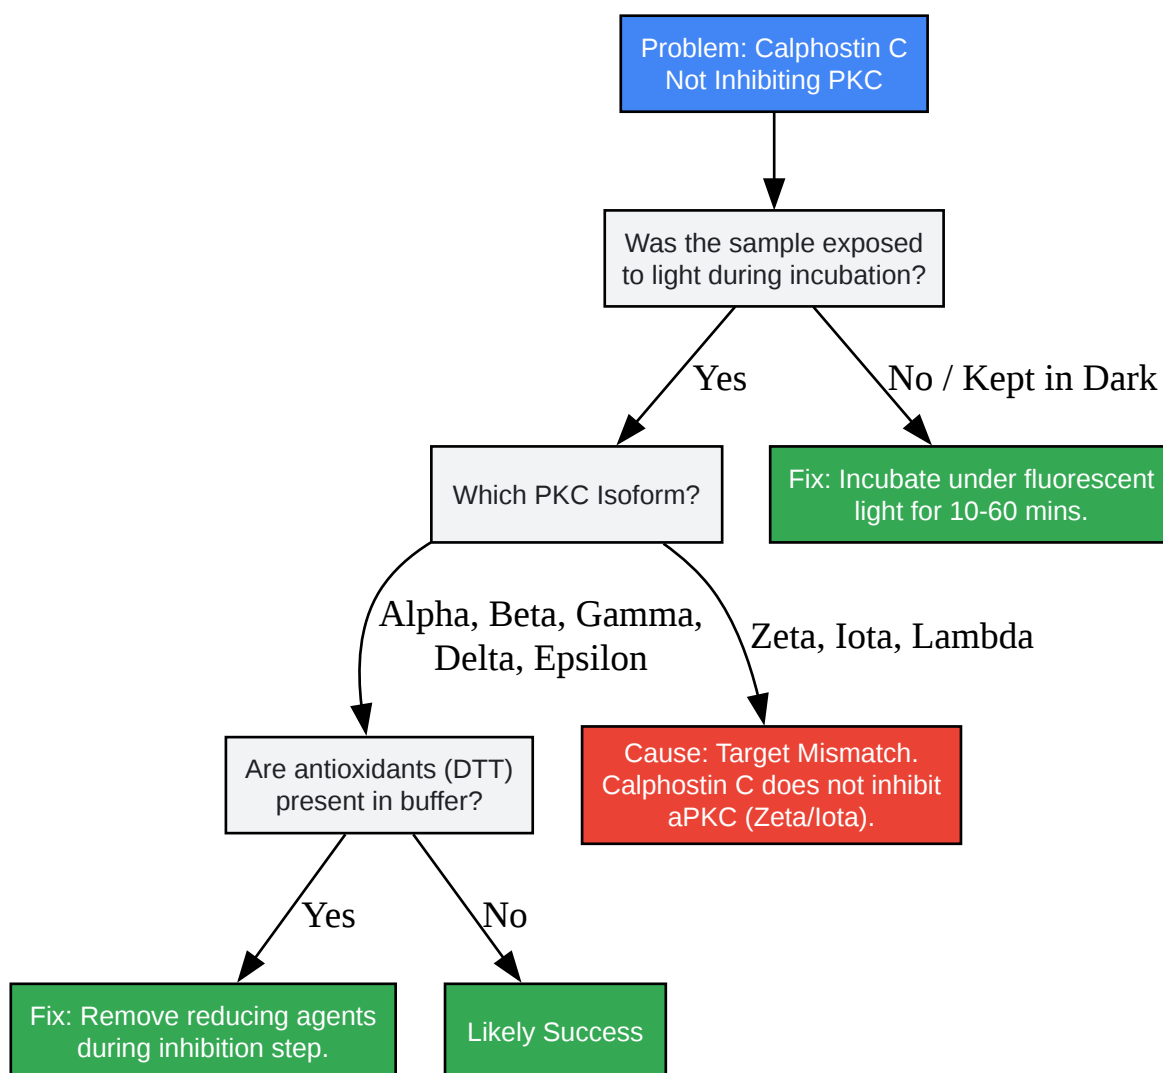 Problem: Calphostin C
Not Inhibiting PKC
Was the sample exposed
to light during incubation?
Yes
No / Kept in Dark
Which PKC Isoform?
Fix: Incubate under fluorescent
light for 10-60 mins.
Alpha, Beta, Gamma,
Delta, Epsilon
Zeta, Iota, Lambda
Are antioxidants (DTT)
present in buffer?
Cause: Target Mismatch.
Calphostin C does not inhibit
aPKC (Zeta/Iota).
Yes
No
Fix: Remove reducing agents
during inhibition step.
Likely Success